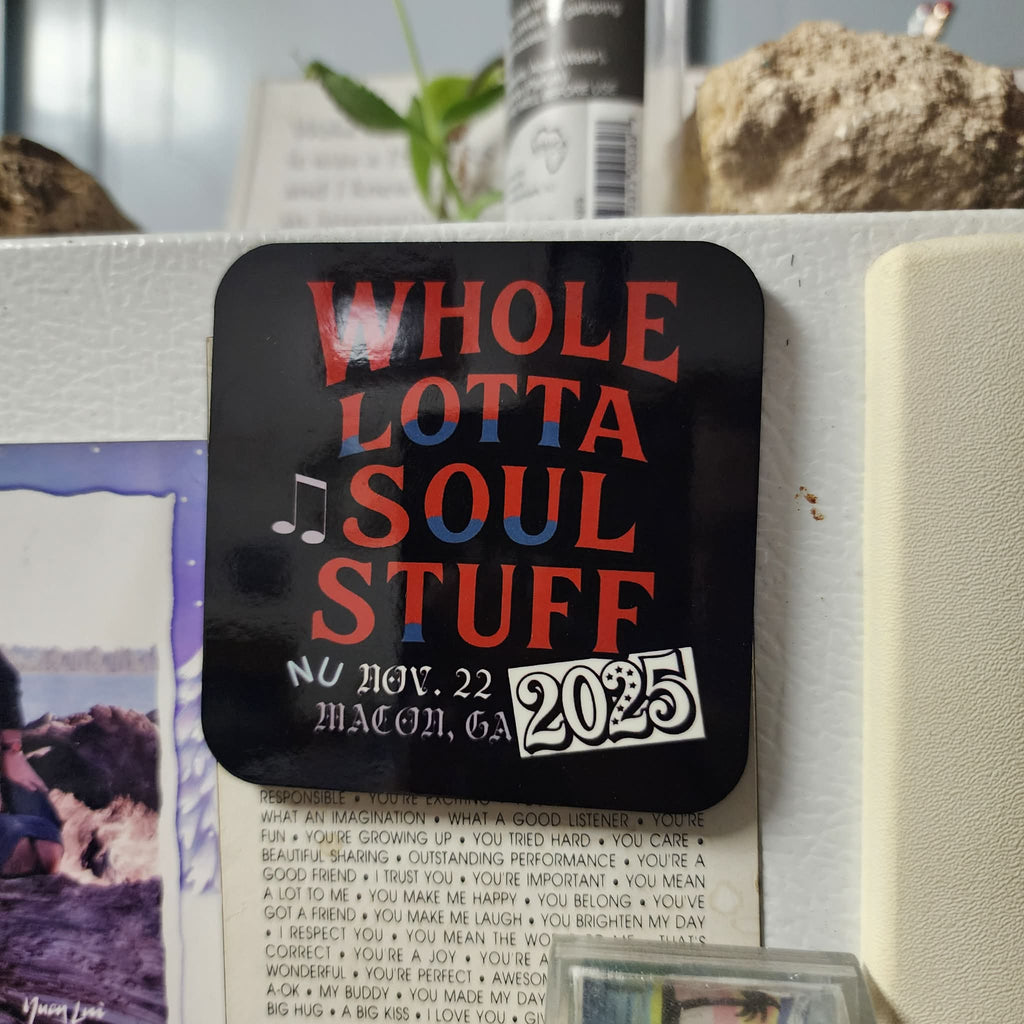 WHOLE
LOTTA
SOUL
STUFF
NU NOV. 22
MACON, GA 2025
RESPONSIBLE • YOU'RE EXCITING
WHAT AN IMAGINATION • WHAT A GOOD LISTENER • YOU'RE
FUN • YOU'RE GROWING UP • YOU TRIED HARD • YOU CARE •
BEAUTIFUL SHARING • OUTSTANDING PERFORMANCE • YOU'RE A
GOOD FRIEND • I TRUST YOU • YOU'RE IMPORTANT • YOU MEAN
A LOT TO ME • YOU MAKE ME HAPPY • YOU BELONG • YOU'VE
GOT A FRIEND • YOU MAKE ME LAUGH • YOU BRIGHTEN MY DAY
• I RESPECT YOU • YOU MEAN THE THAT'S
CORRECT • YOU'RE A JOY • YOU'RE A
WONDERFUL • YOU'RE PERFECT •
A-OK • MY BUDDY • YOU MADE MY DAY
BIG HUG • A BIG KISS • I LOVE YOU •
Yuen Lui